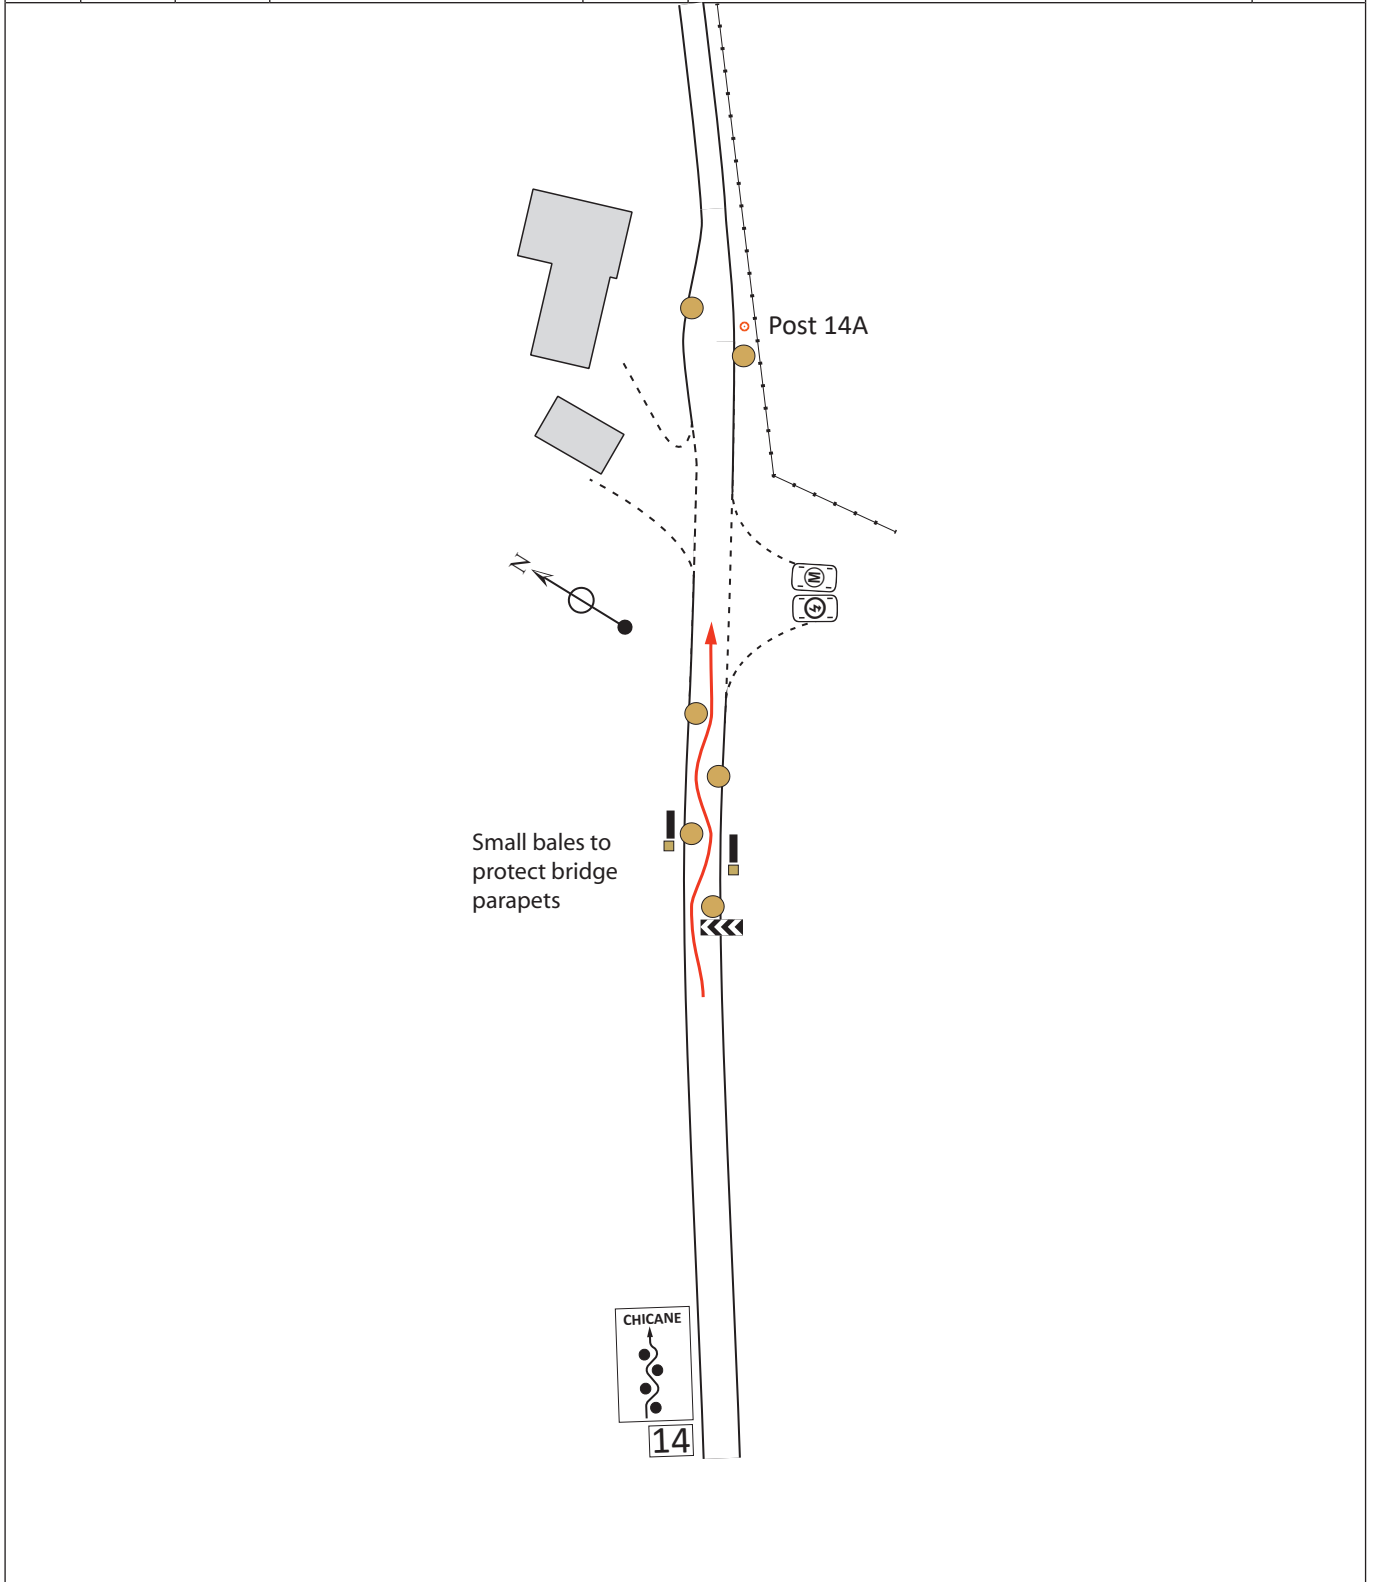 Post 14A
N
M
Small bales to
protect bridge
parapets
CHICANE
14